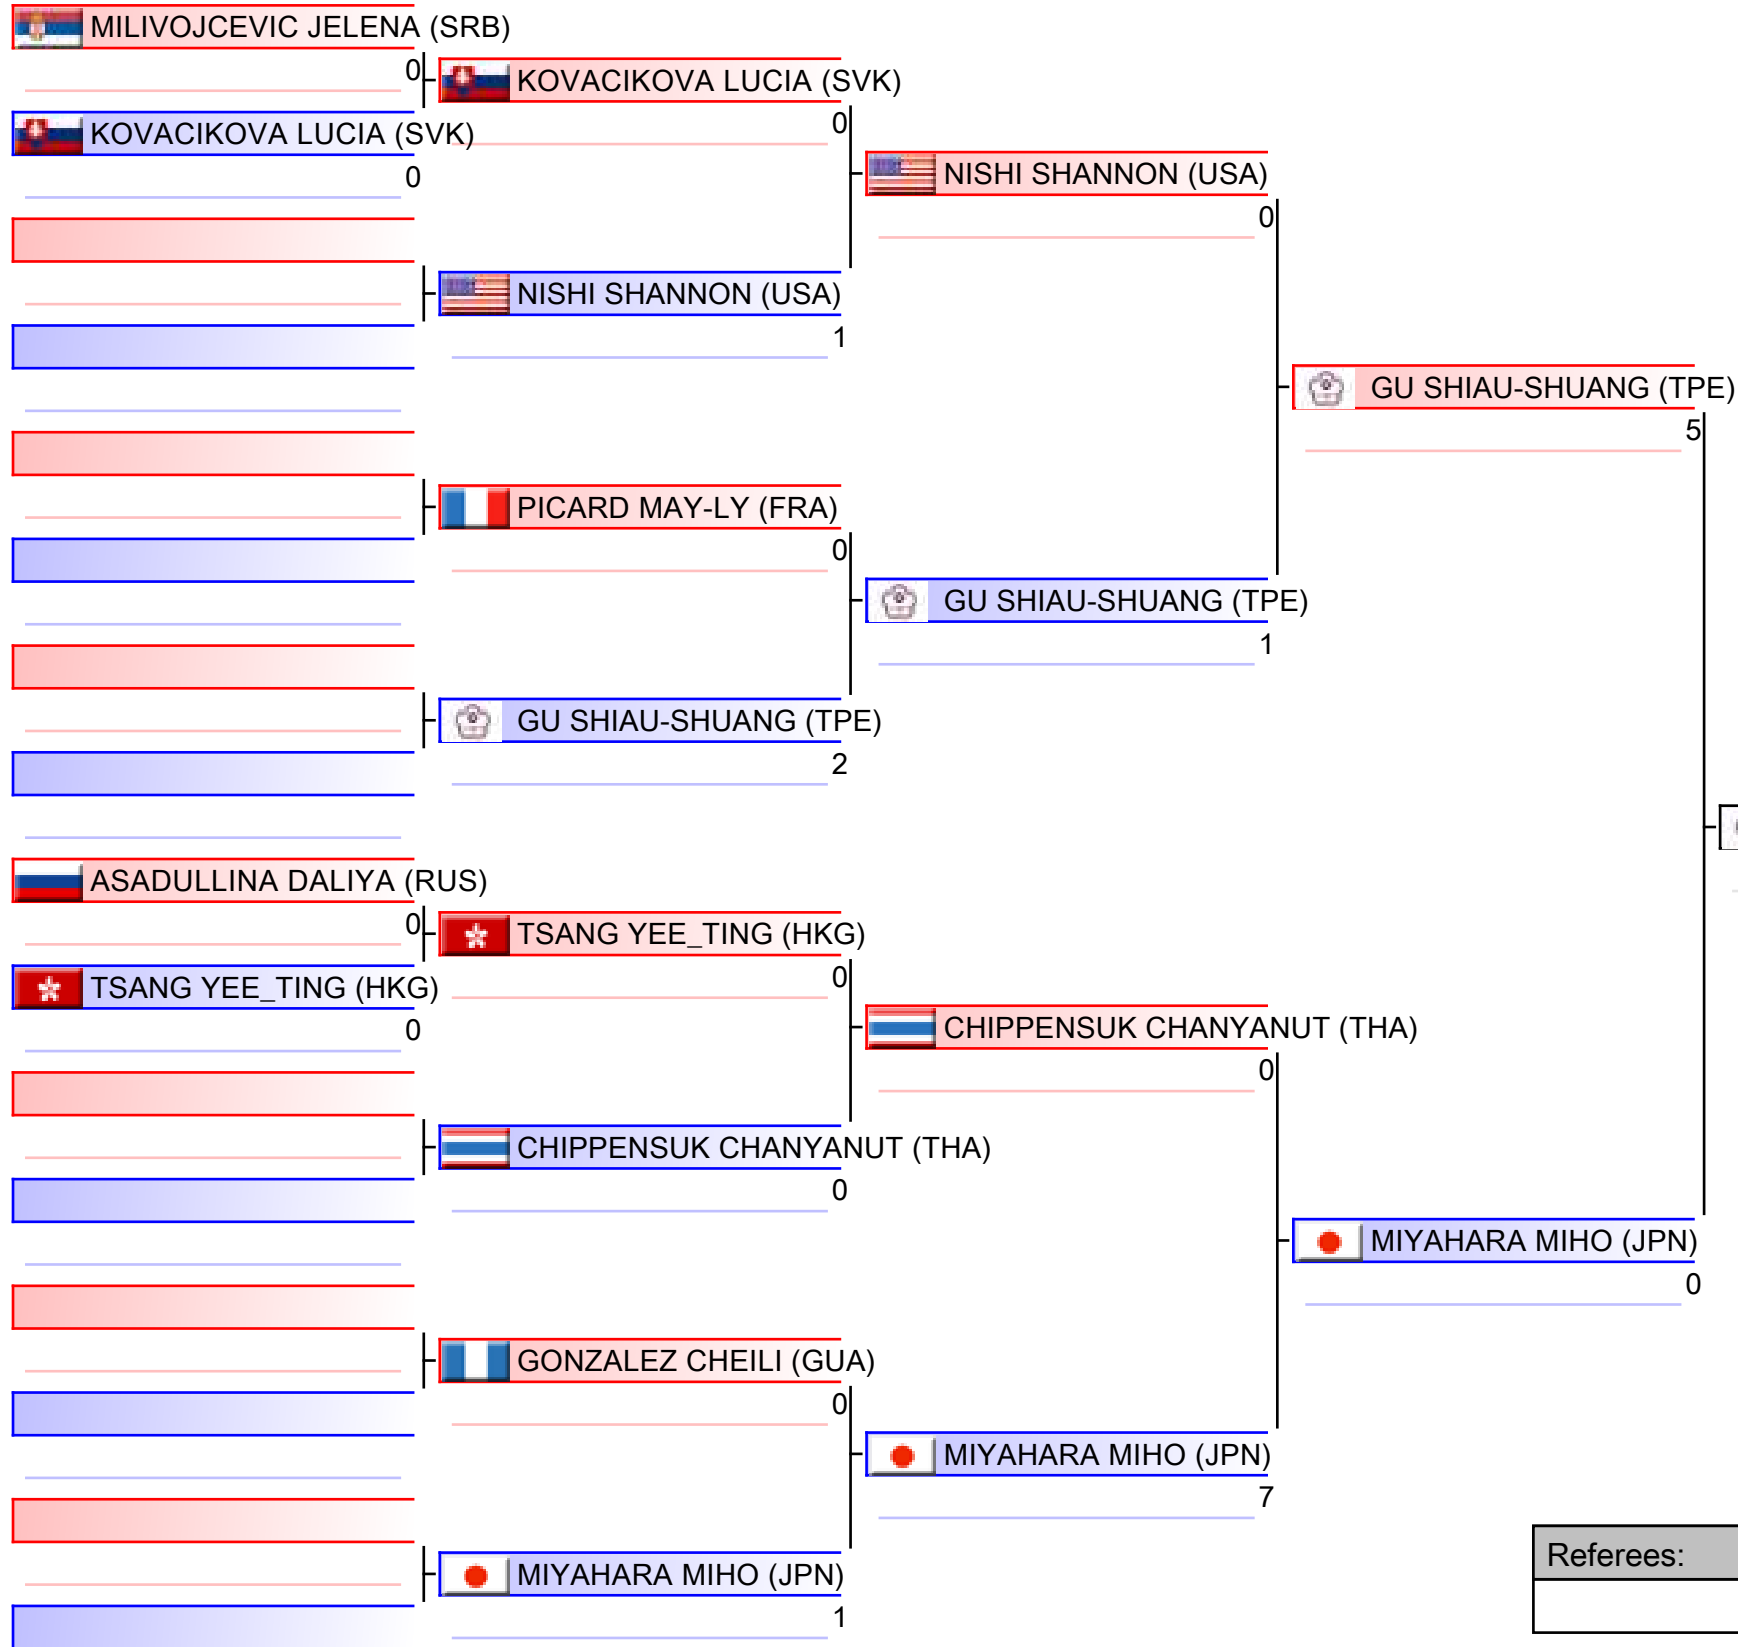 MILIVOJCEVIC JELENA (SRB)
0
KOVACIKOVA LUCIA (SVK)
0
KOVACIKOVA LUCIA (SVK)
0
NISHI SHANNON (USA)
0
NISHI SHANNON (USA)
1
GU SHIAU-SHUANG (TPE)
5
PICARD MAY-LY (FRA)
0
GU SHIAU-SHUANG (TPE)
1
GU SHIAU-SHUANG (TPE)
2
ASADULLINA DALIYA (RUS)
0
TSANG YEE_TING (HKG)
0
TSANG YEE_TING (HKG)
0
CHIPPENSUK CHANYANUT (THA)
0
CHIPPENSUK CHANYANUT (THA)
0
MIYAHARA MIHO (JPN)
0
GONZALEZ CHEILI (GUA)
0
MIYAHARA MIHO (JPN)
7
MIYAHARA MIHO (JPN)
1
Referees: